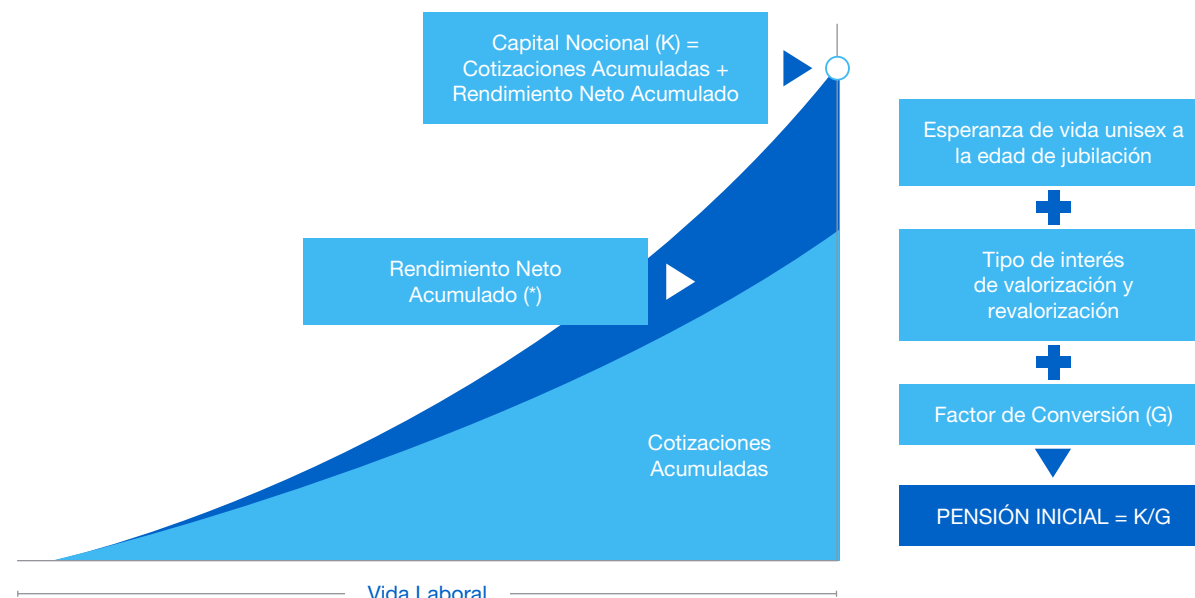 Capital Nocional (K) =
Cotizaciones Acumuladas +
Rendimiento Neto Acumulado
Rendimiento Neto
Acumulado (*)
Cotizaciones
Acumuladas
Vida Laboral
Esperanza de vida unisex a
la edad de jubilación
Tipo de interés
de valorización y
revalorización
Factor de Conversión (G)
PENSIÓN INICIAL = K/G